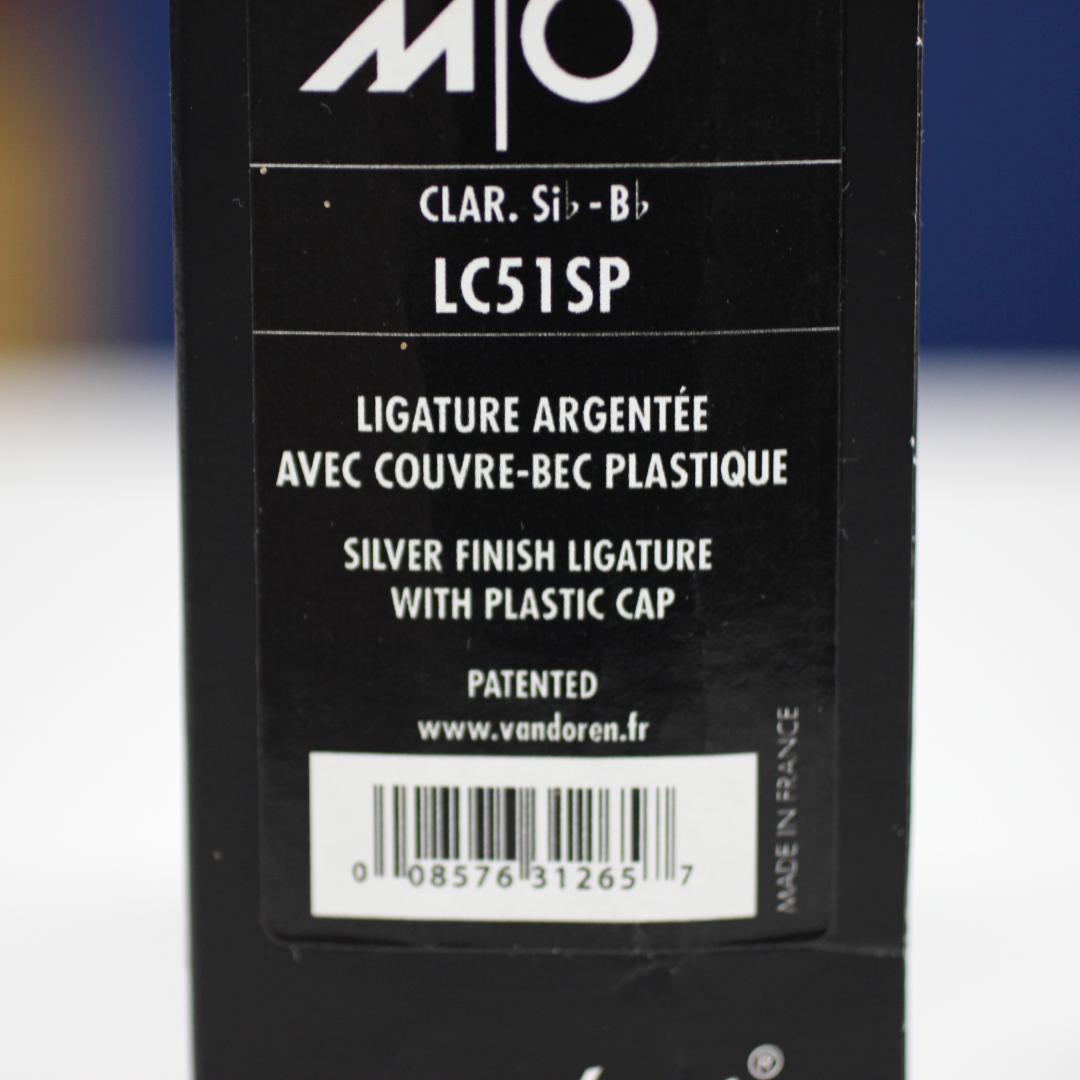 M|O
CLAR. Si♭-B♭
LC51SP
LIGATURE ARGENTÉE
AVEC COUVRE-BEC PLASTIQUE
SILVER FINISH LIGATURE
WITH PLASTIC CAP
PATENTED
www.vandoren.fr
MADE IN FRANCE
0 08576 31265 7
®